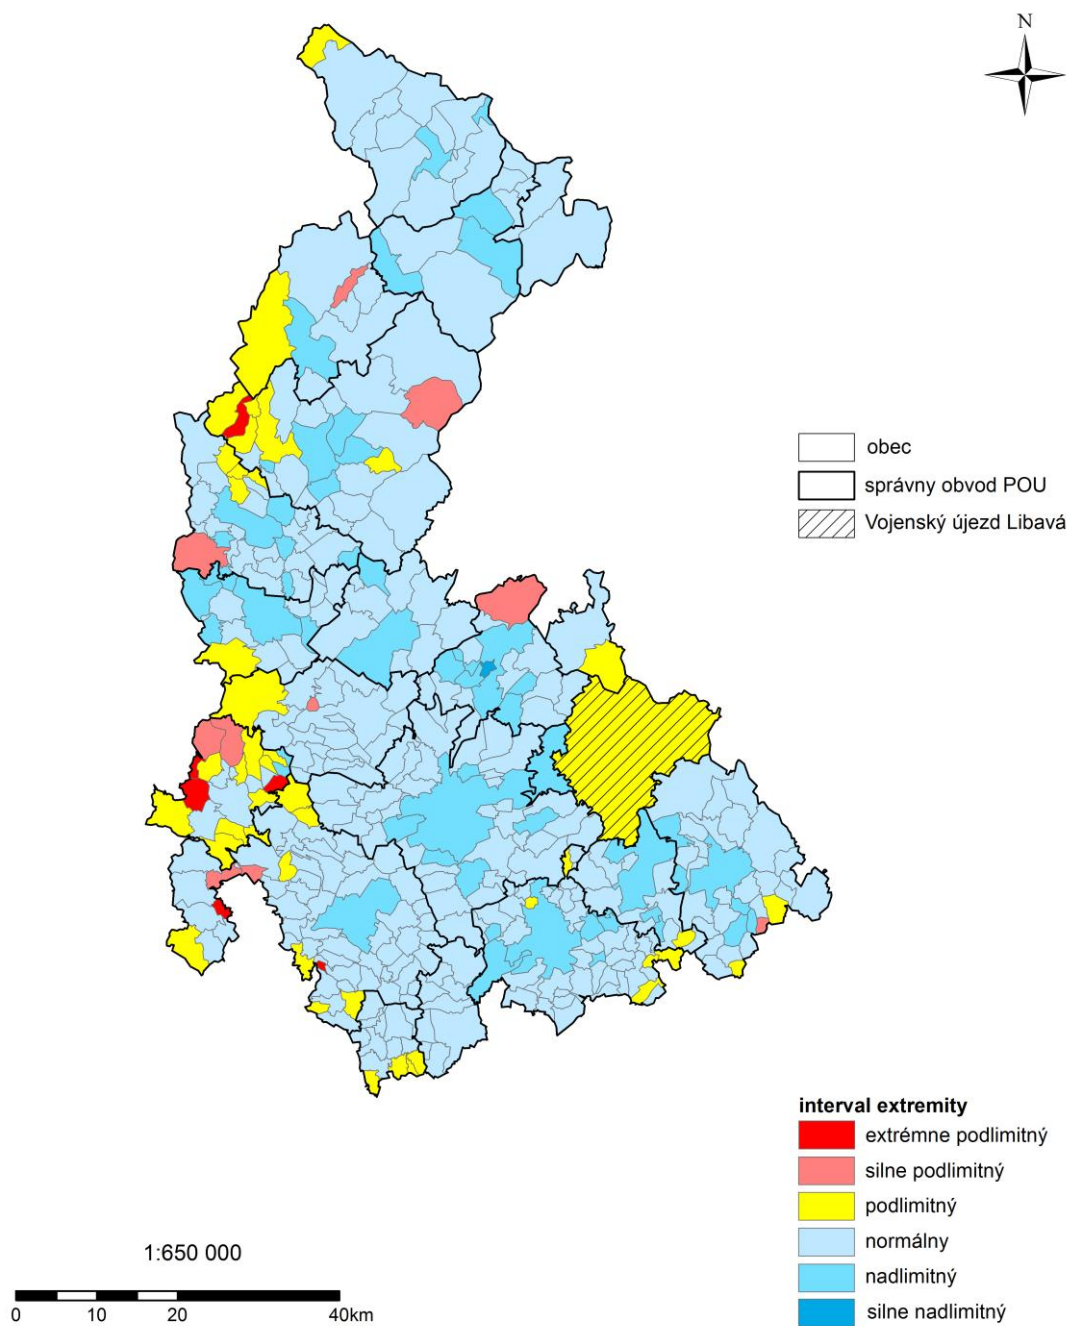 N
obec
správny obvod POU
Vojenský újezd Libavá
interval extremity
extrémne podlimitný
silne podlimitný
podlimitný
normálny
nadlimitný
silne nadlimitný
1:650 000
0 10 20 40km